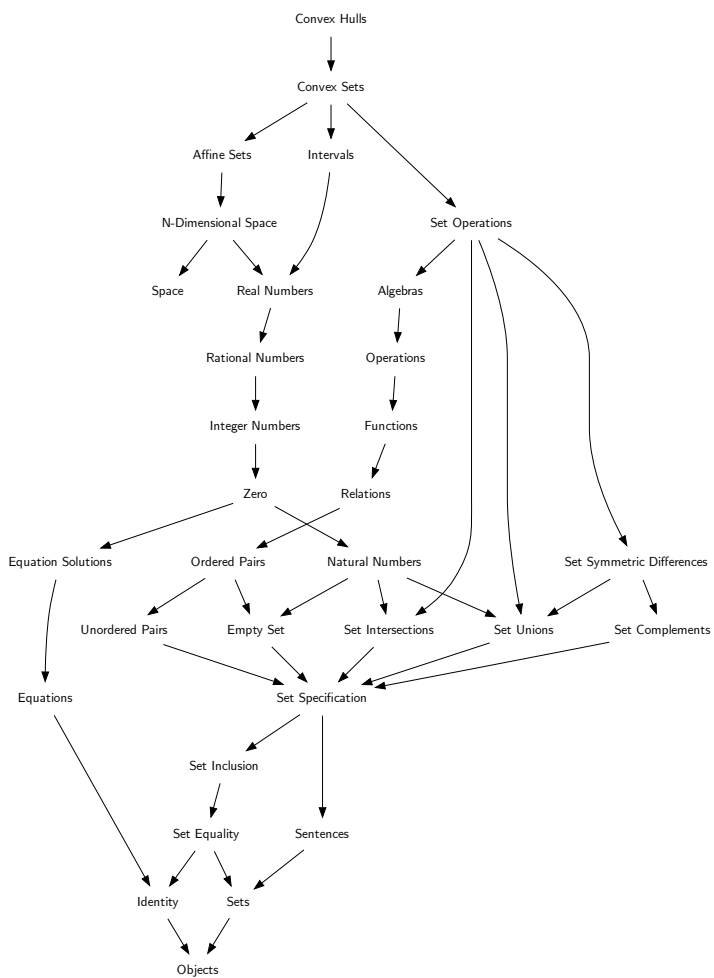 Convex Hulls
Convex Sets
Affine Sets
Intervals
N-Dimensional Space
Set Operations
Space
Real Numbers
Algebras
Rational Numbers
Operations
Integer Numbers
Functions
Zero
Relations
Equation Solutions
Ordered Pairs
Natural Numbers
Set Symmetric Differences
Unordered Pairs
Empty Set
Set Intersections
Set Unions
Set Complements
Equations
Set Specification
Set Inclusion
Set Equality
Sentences
Identity
Sets
Objects